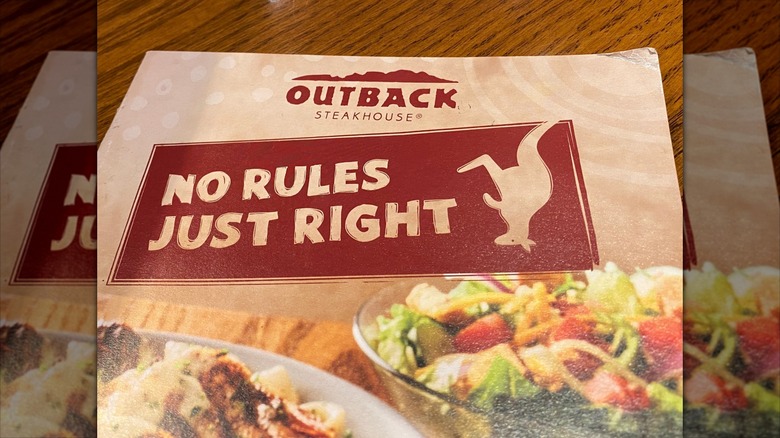 OUTBACK
STEAKHOUSE®
NO RULES
JUST RIGHT